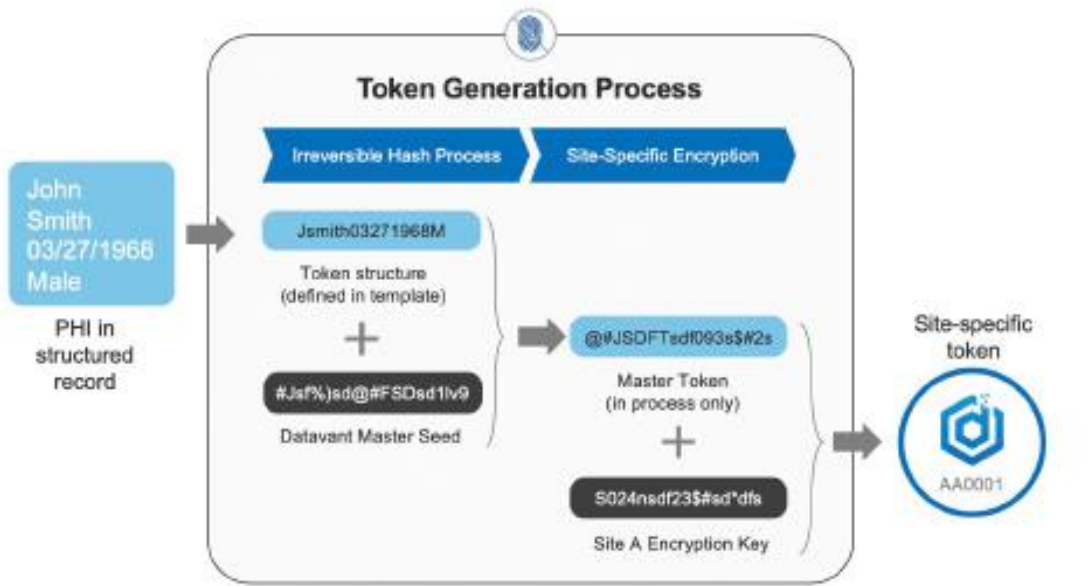 Token Generation Process
Irreversible Hash Process
Site-Specific Encryption
John
Smith
03/27/1968
Male
PHI in
structured
record
Jsmith03271968M
Token structure
(defined in template)
+
#Jsf%)sd@#FSDsd1lv9
Datavant Master Seed
@#JSDFTsdf093s$#2s
Master Token
(in process only)
+
S024nsdf23$#sd*dfs
Site A Encryption Key
Site-specific
token
AA0001